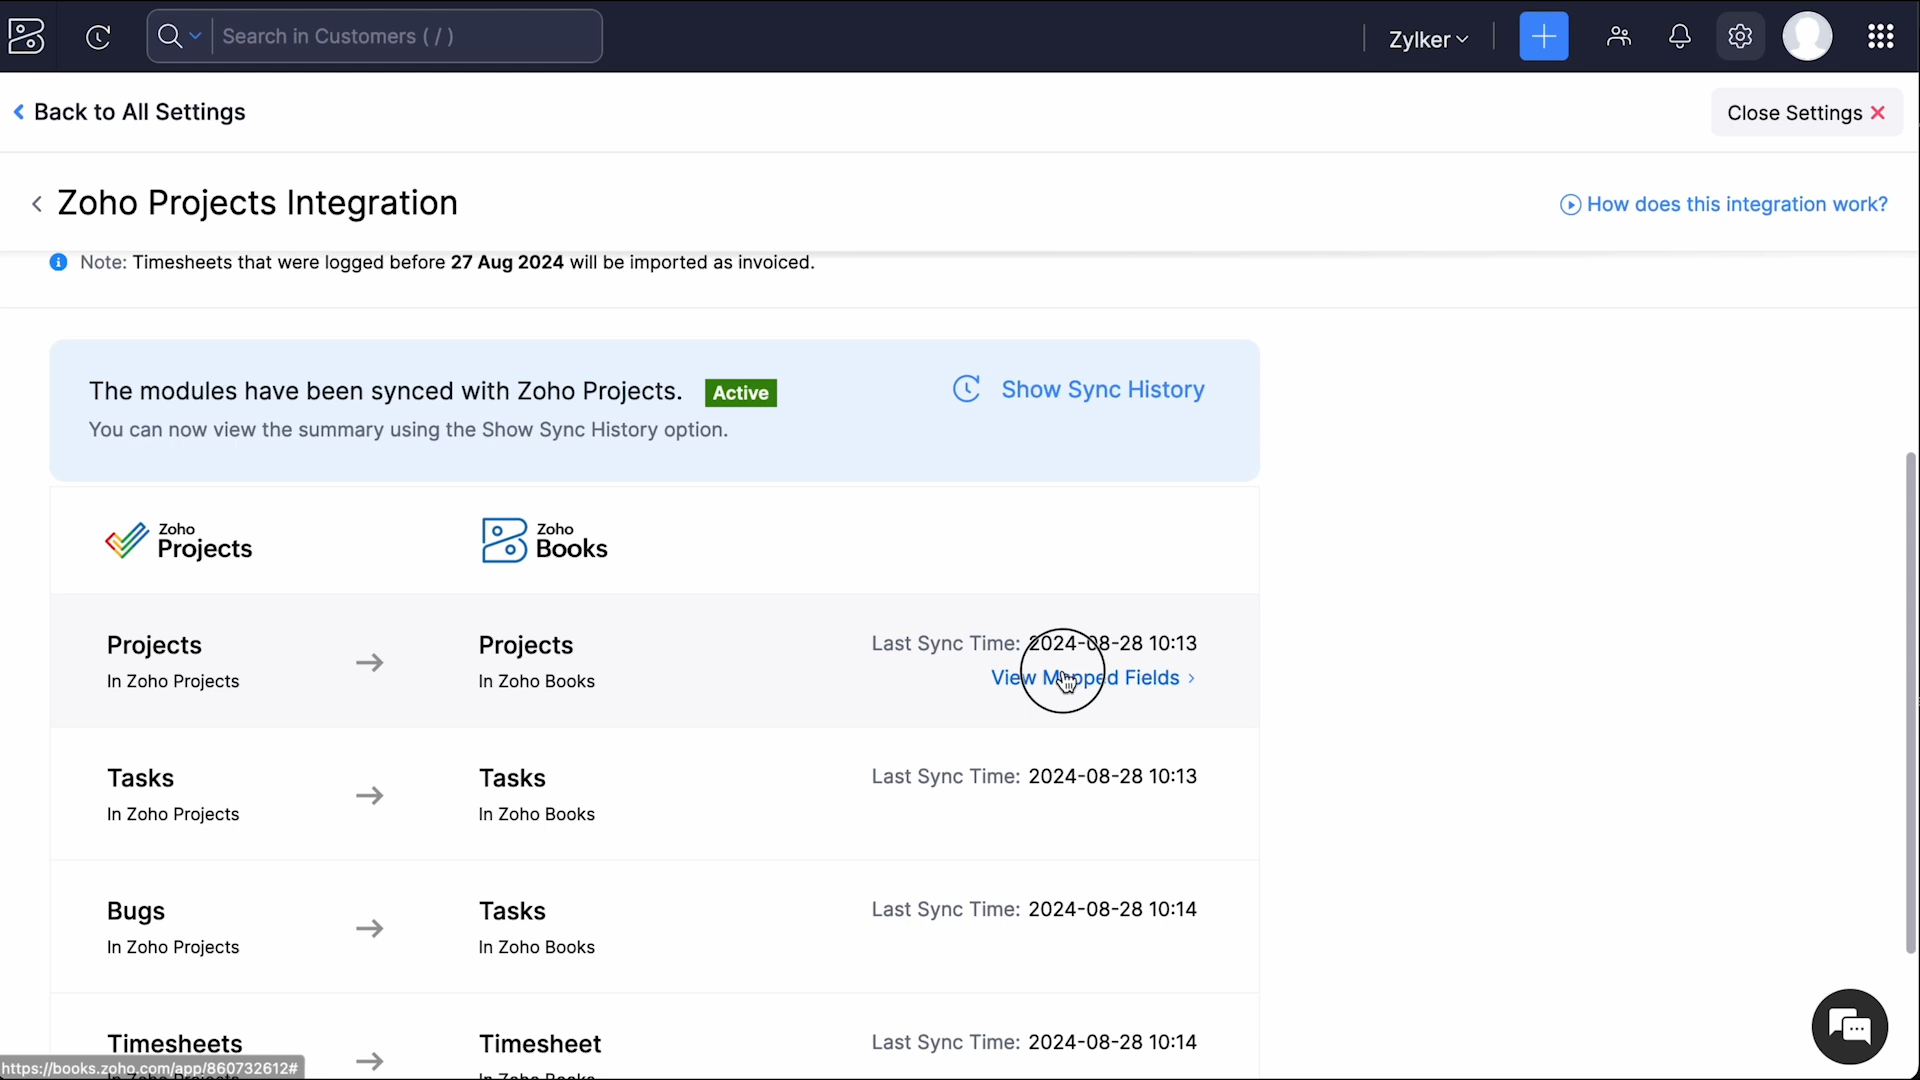 Search in Customers ( / )
Zylker
Back to All Settings
Close Settings
Zoho Projects Integration
How does this integration work?
Note: Timesheets that were logged before 27 Aug 2024 will be imported as invoiced.
The modules have been synced with Zoho Projects. Active
Show Sync History
You can now view the summary using the Show Sync History option.
Zoho
Projects
Zoho
Books
Projects
In Zoho Projects
Projects
In Zoho Books
Last Sync Time: 2024-08-28 10:13
View Mapped Fields
Tasks
In Zoho Projects
Tasks
In Zoho Books
Last Sync Time: 2024-08-28 10:13
Bugs
In Zoho Projects
Tasks
In Zoho Books
Last Sync Time: 2024-08-28 10:14
Timesheets
In Zoho Projects
Timesheet
In Zoho Books
Last Sync Time: 2024-08-28 10:14
https://books.zoho.com/app/860732612#